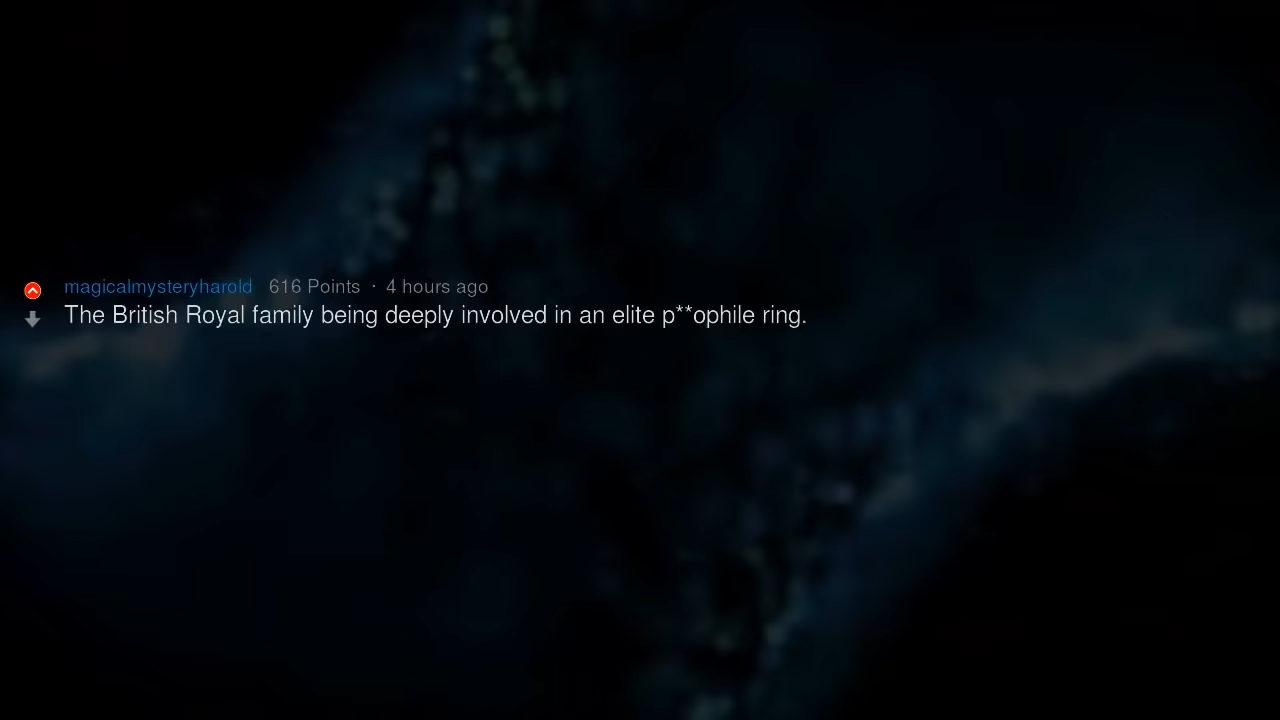 magicalmysteryharold 616 Points · 4 hours ago
The British Royal family being deeply involved in an elite p**ophile ring.